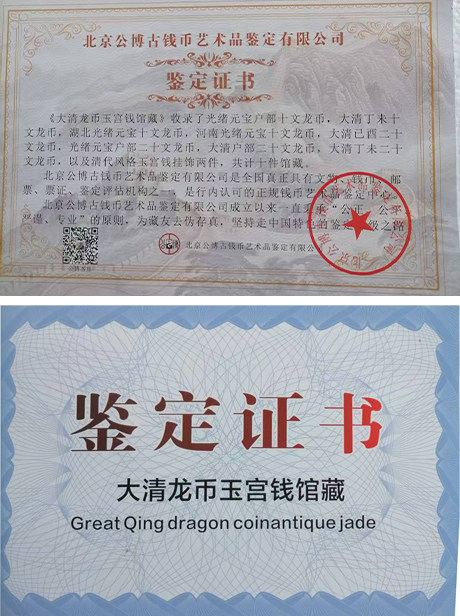 北京公博古钱币艺术品鉴定有限公司
鉴定证书
《大清龙币玉宫钱馆藏》收录了光绪元宝户部十文龙币，大清丁未十
文龙币，湖北光绪元宝十文龙币，河南光绪元宝十文龙币，大清己酉二十
文龙币，光绪元宝户部二十文龙币，大清户部二十文龙币，大清丁未二十
文龙币，以及清代风格玉宫钱挂饰两件，共计十件馆藏。
北京公博古钱币艺术品鉴定有限公司是全国真正具有文物、钱币、邮
票、票证、鉴定评估机构之一，是行内认可的正规钱币艺术品鉴定中心。
北京公博古钱币艺术品鉴定有限公司成立以来一直秉承“公正、公
、专业”的原则，为藏友去伪存真，坚持走中国特色的鉴定 级之路
北京公博古钱币艺术品鉴定有限公司
鉴定证书
大清龙币玉宫钱馆藏
Great Qing dragon coinantique jade